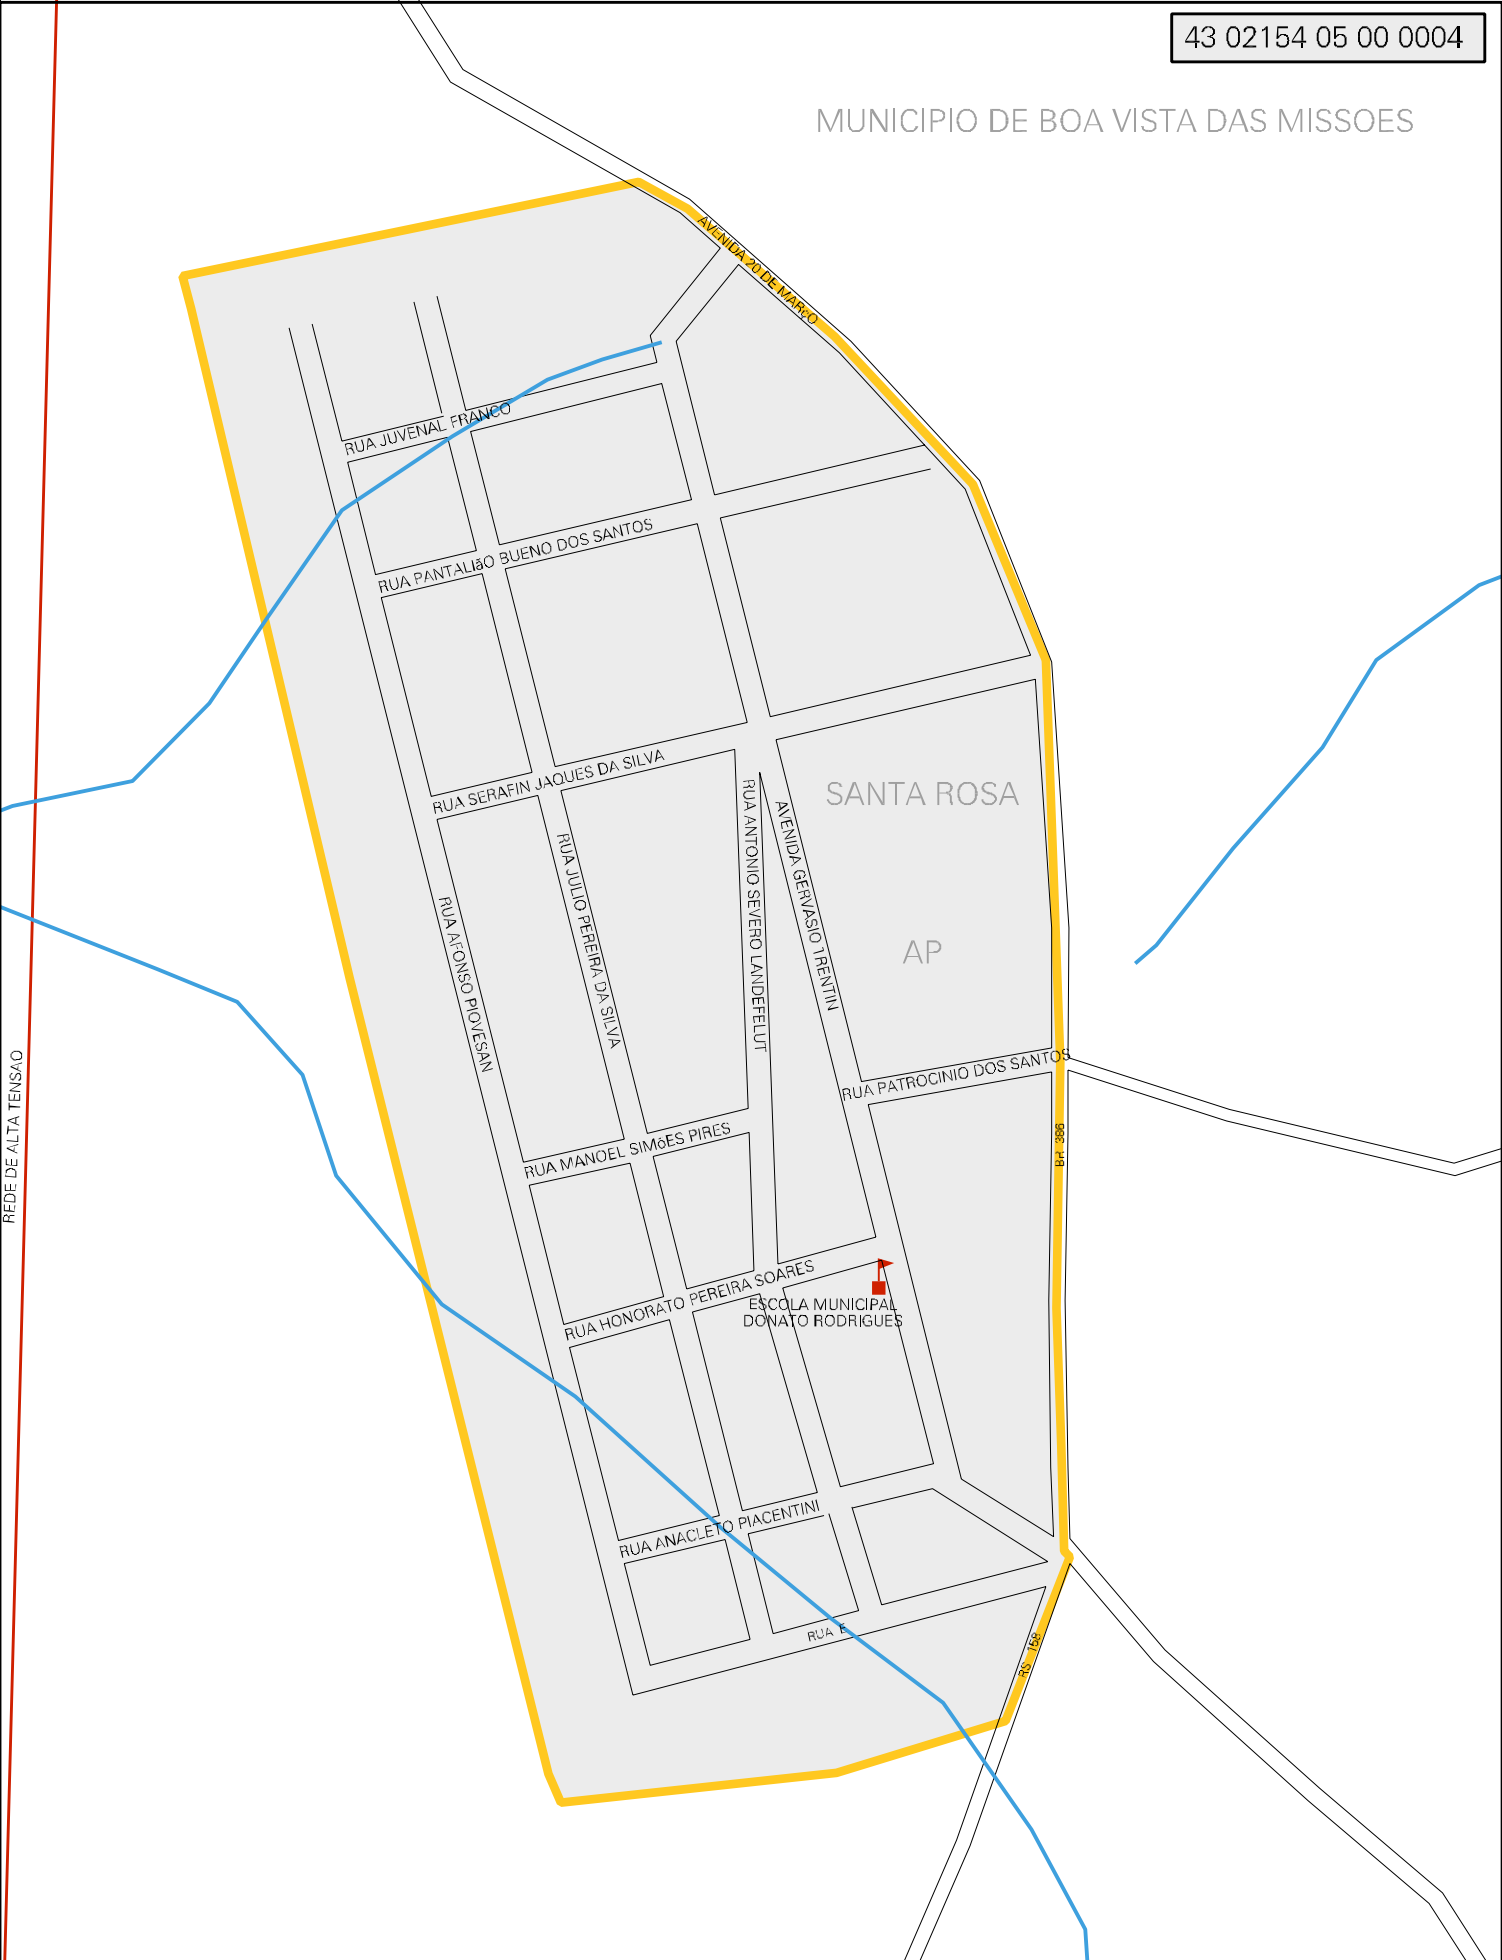 43 02154 05 00 0004
MUNICIPIO DE BOA VISTA DAS MISSOES
AVENIDA 20 DE MARçO
RUA JUVENAL FRANCO
RUA PANTALIãO BUENO DOS SANTOS
RUA SERAFIN JAQUES DA SILVA
SANTA ROSA
RUA ANTONIO SEVERO LANDEFELUT
AVENIDA GERVASIO TRENTIN
RUA JULIO PEREIRA DA SILVA
RUA AFONSO PIOVESAN
AP
REDE DE ALTA TENSAO
RUA PATROCINIO DOS SANTOS
BR 386
RUA MANOEL SIMõES PIRES
RUA HONORATO PEREIRA SOARES
ESCOLA MUNICIPAL
DONATO RODRIGUES
RUA ANACLETO PIACENTINI
RUA E
RS 158